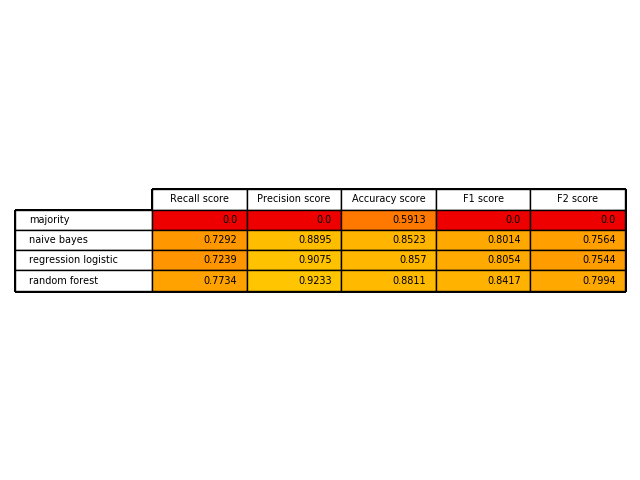 Recall score Precision score Accuracy score F1 score F2 score
majority 0.0 0.0 0.5913 0.0 0.0
naive bayes 0.7292 0.8895 0.8523 0.8014 0.7564
regression logistic 0.7239 0.9075 0.857 0.8054 0.7544
random forest 0.7734 0.9233 0.8811 0.8417 0.7994